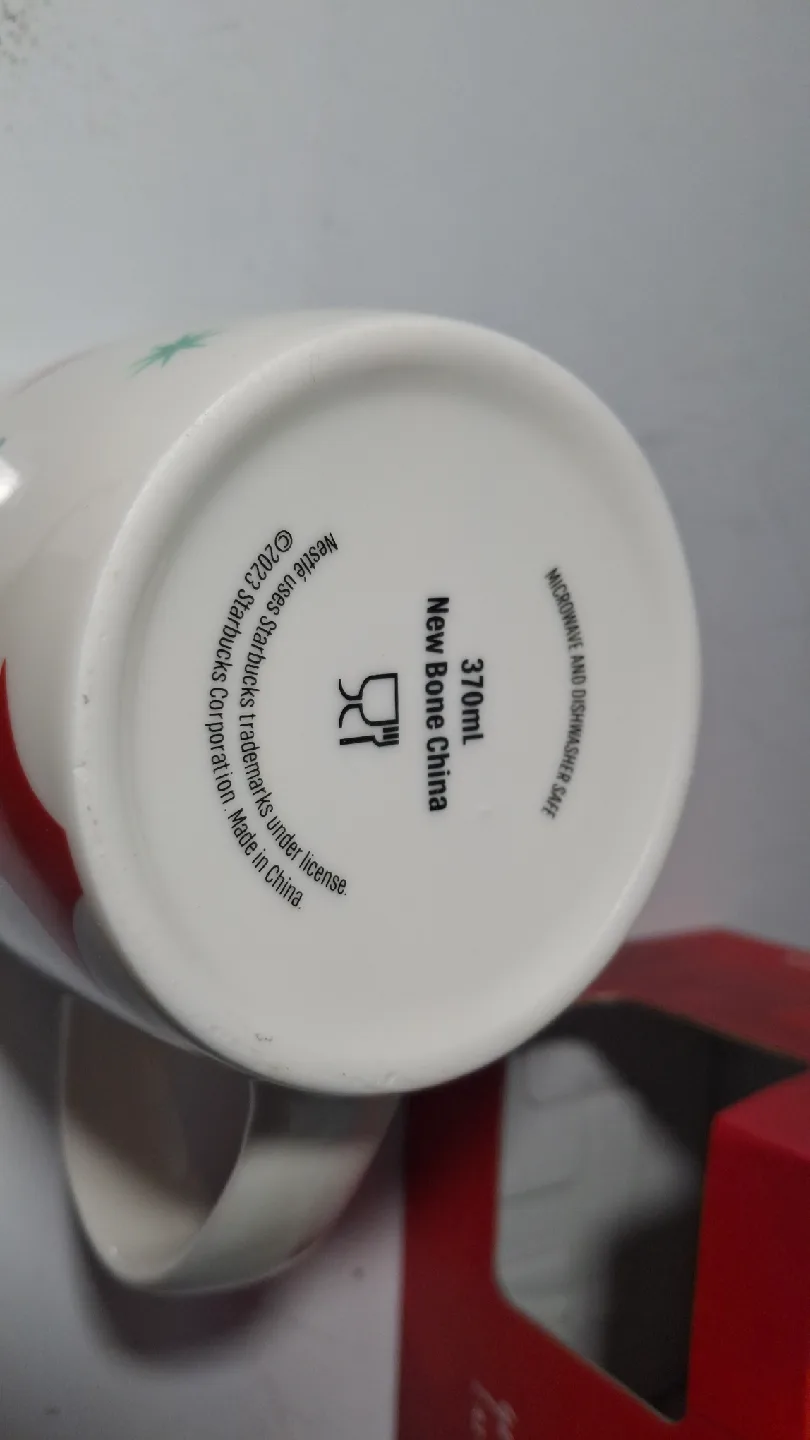 MICROWAVE AND DISHWASHER SAFE
370mL
New Bone China
Nestlé uses Starbucks trademarks under license.
©2023 Starbucks Corporation. Made in China.